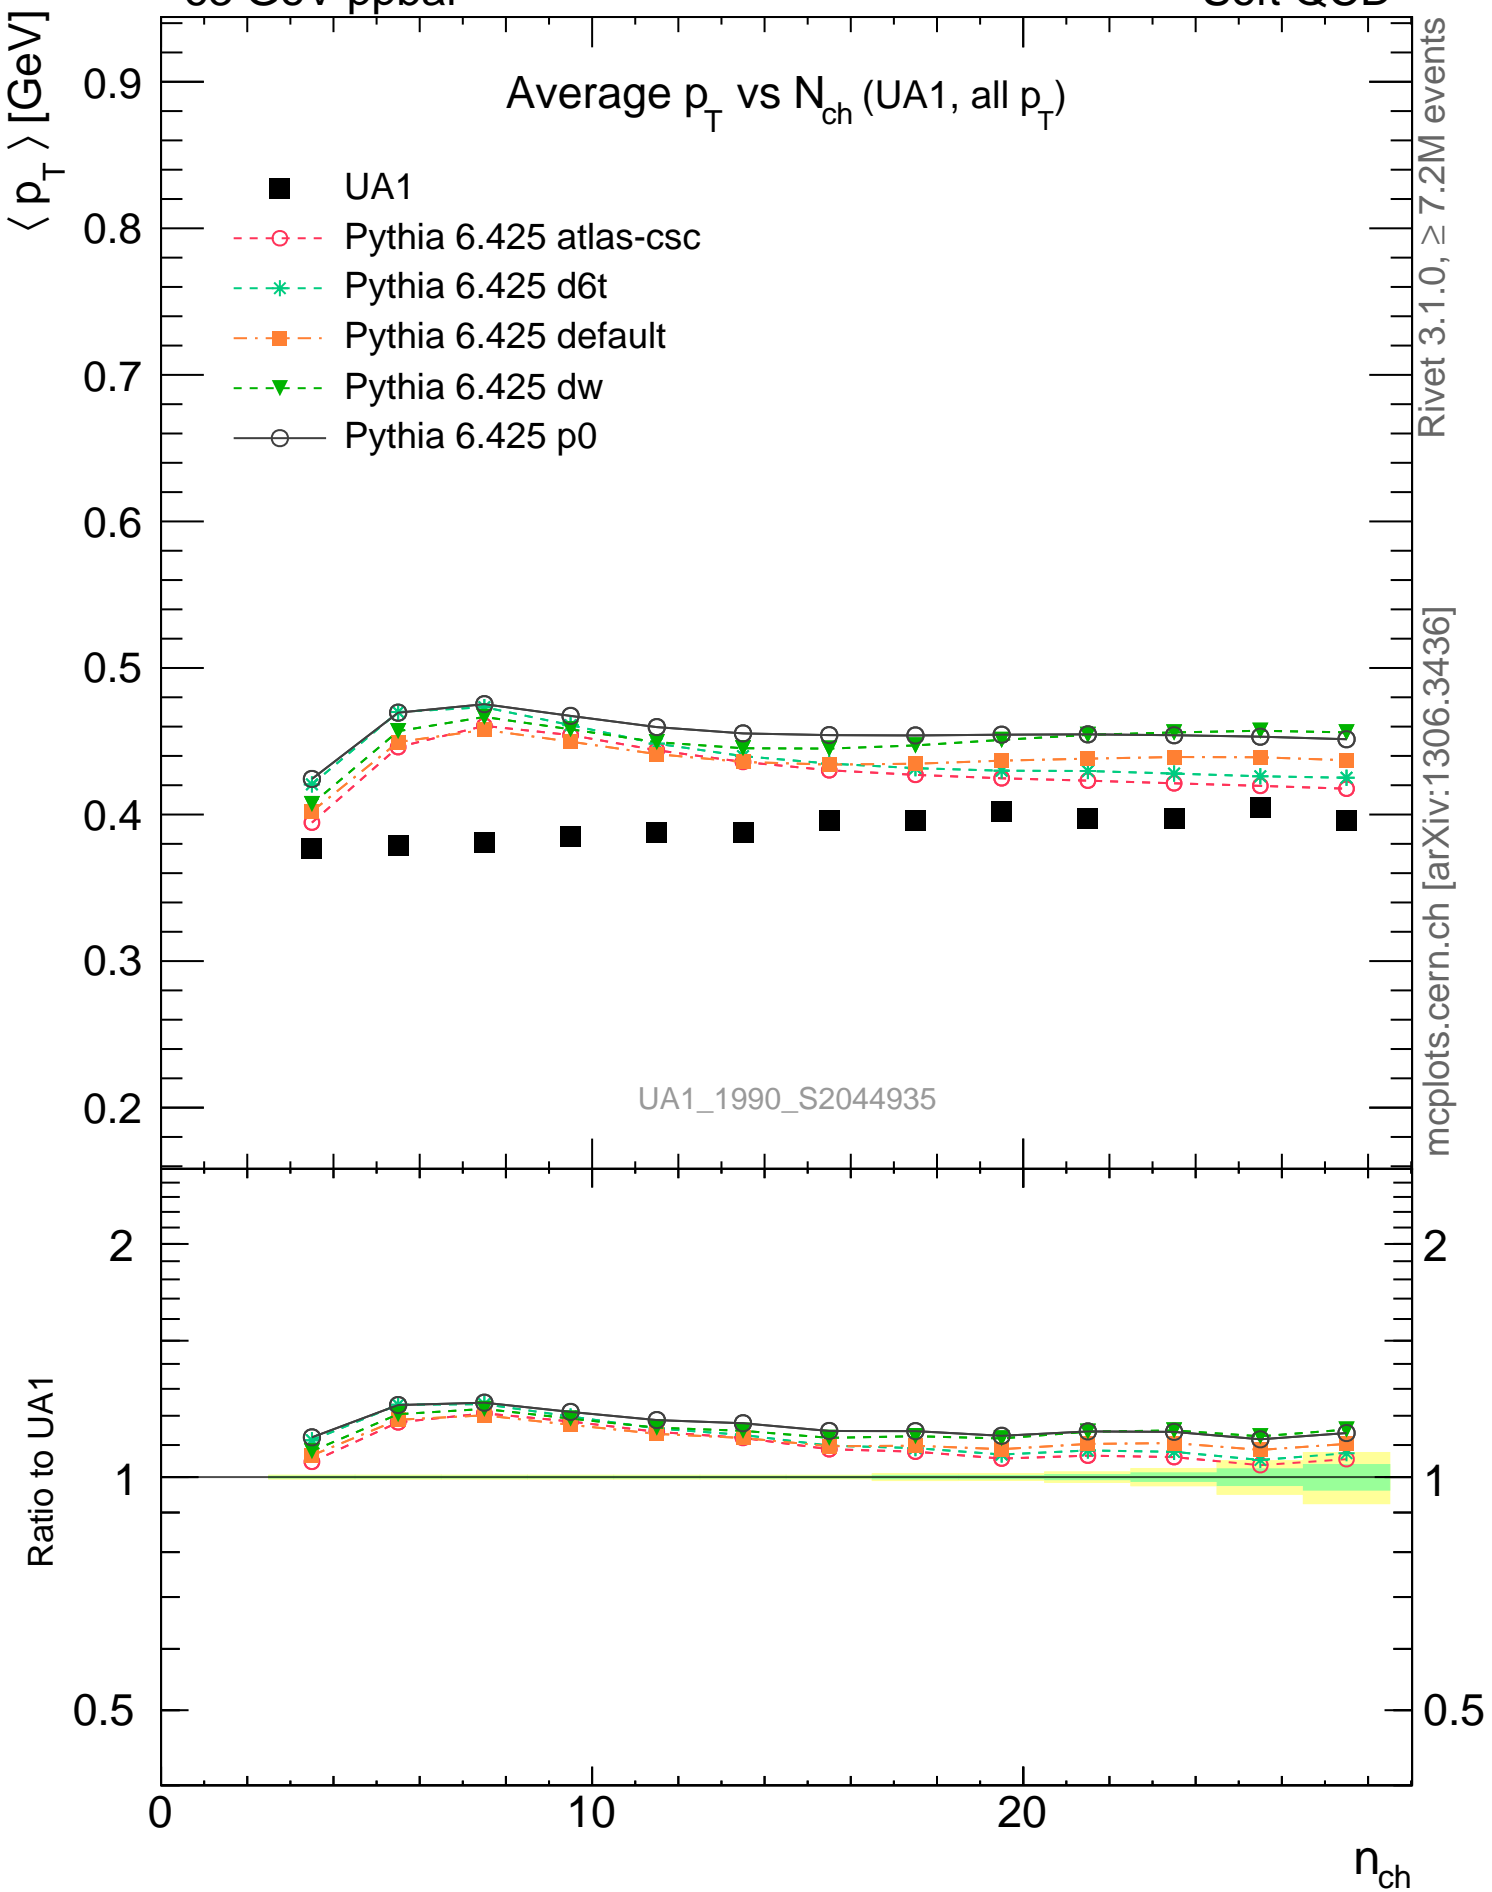 Average p_T vs N_ch (UA1, all p_T)
⟨ p_T ⟩ [GeV]
UA1
Pythia 6.425 atlas-csc
Pythia 6.425 d6t
Pythia 6.425 default
Pythia 6.425 dw
Pythia 6.425 p0
0.9
0.8
0.7
0.6
0.5
0.4
0.3
0.2
UA1_1990_S2044935
Rivet 3.1.0, ≥ 7.2M events
mcplots.cern.ch [arXiv:1306.3436]
Ratio to UA1
2
1
0.5
2
1
0.5
0
10
20
n_ch